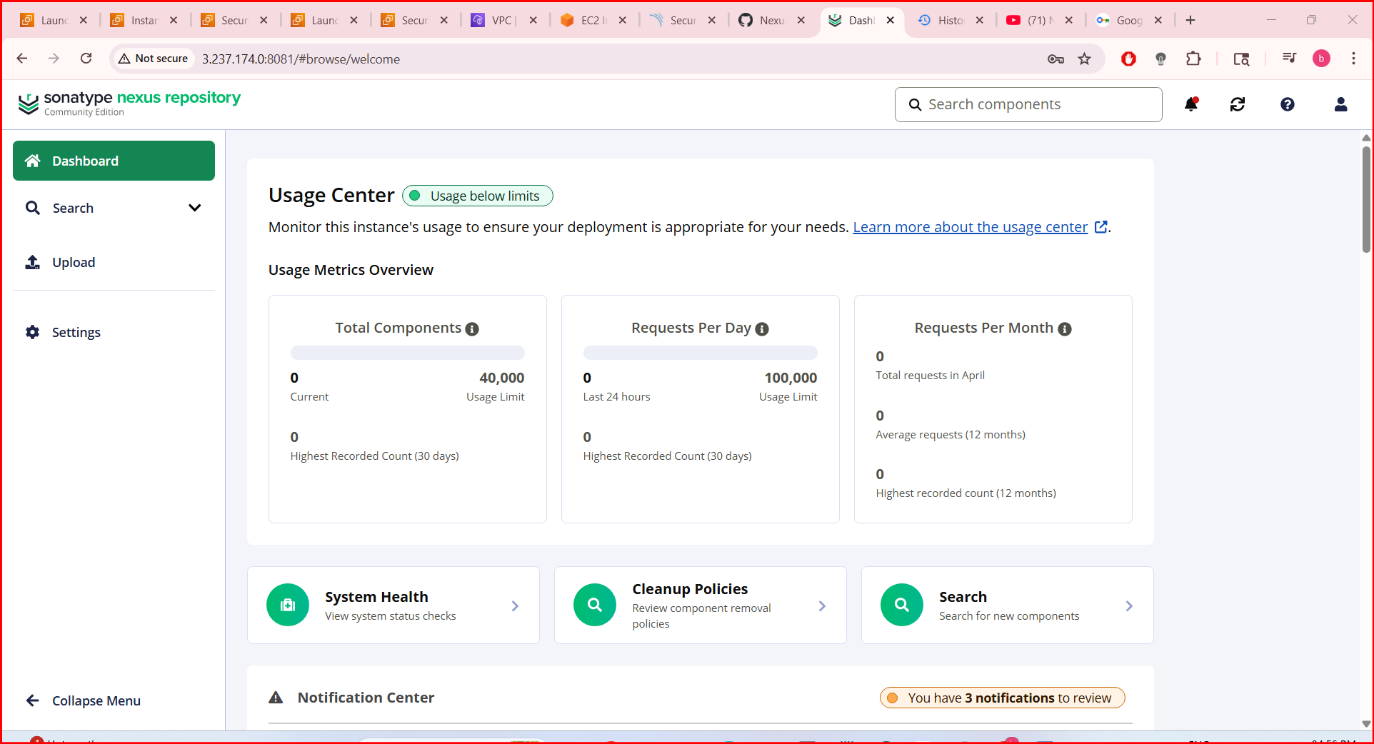 Launc
Instan
Secur
Launc
Secur
VPC |
EC2 In
Secur
Nexu
Dash
Histo
(71) N
Goog
Not secure
3.237.174.0:8081/#browse/welcome
b
sonatype nexus repository
Community Edition
Search components
Dashboard
Search
Upload
Settings
Collapse Menu
Usage Center
Usage below limits
Monitor this instance's usage to ensure your deployment is appropriate for your needs. Learn more about the usage center.
Usage Metrics Overview
Total Components
0
40,000
Current
Usage Limit
0
Highest Recorded Count (30 days)
Requests Per Day
0
100,000
Last 24 hours
Usage Limit
0
Highest Recorded Count (30 days)
Requests Per Month
0
Total requests in April
0
Average requests (12 months)
0
Highest recorded count (12 months)
System Health
View system status checks
Cleanup Policies
Review component removal
policies
Search
Search for new components
Notification Center
You have 3 notifications to review